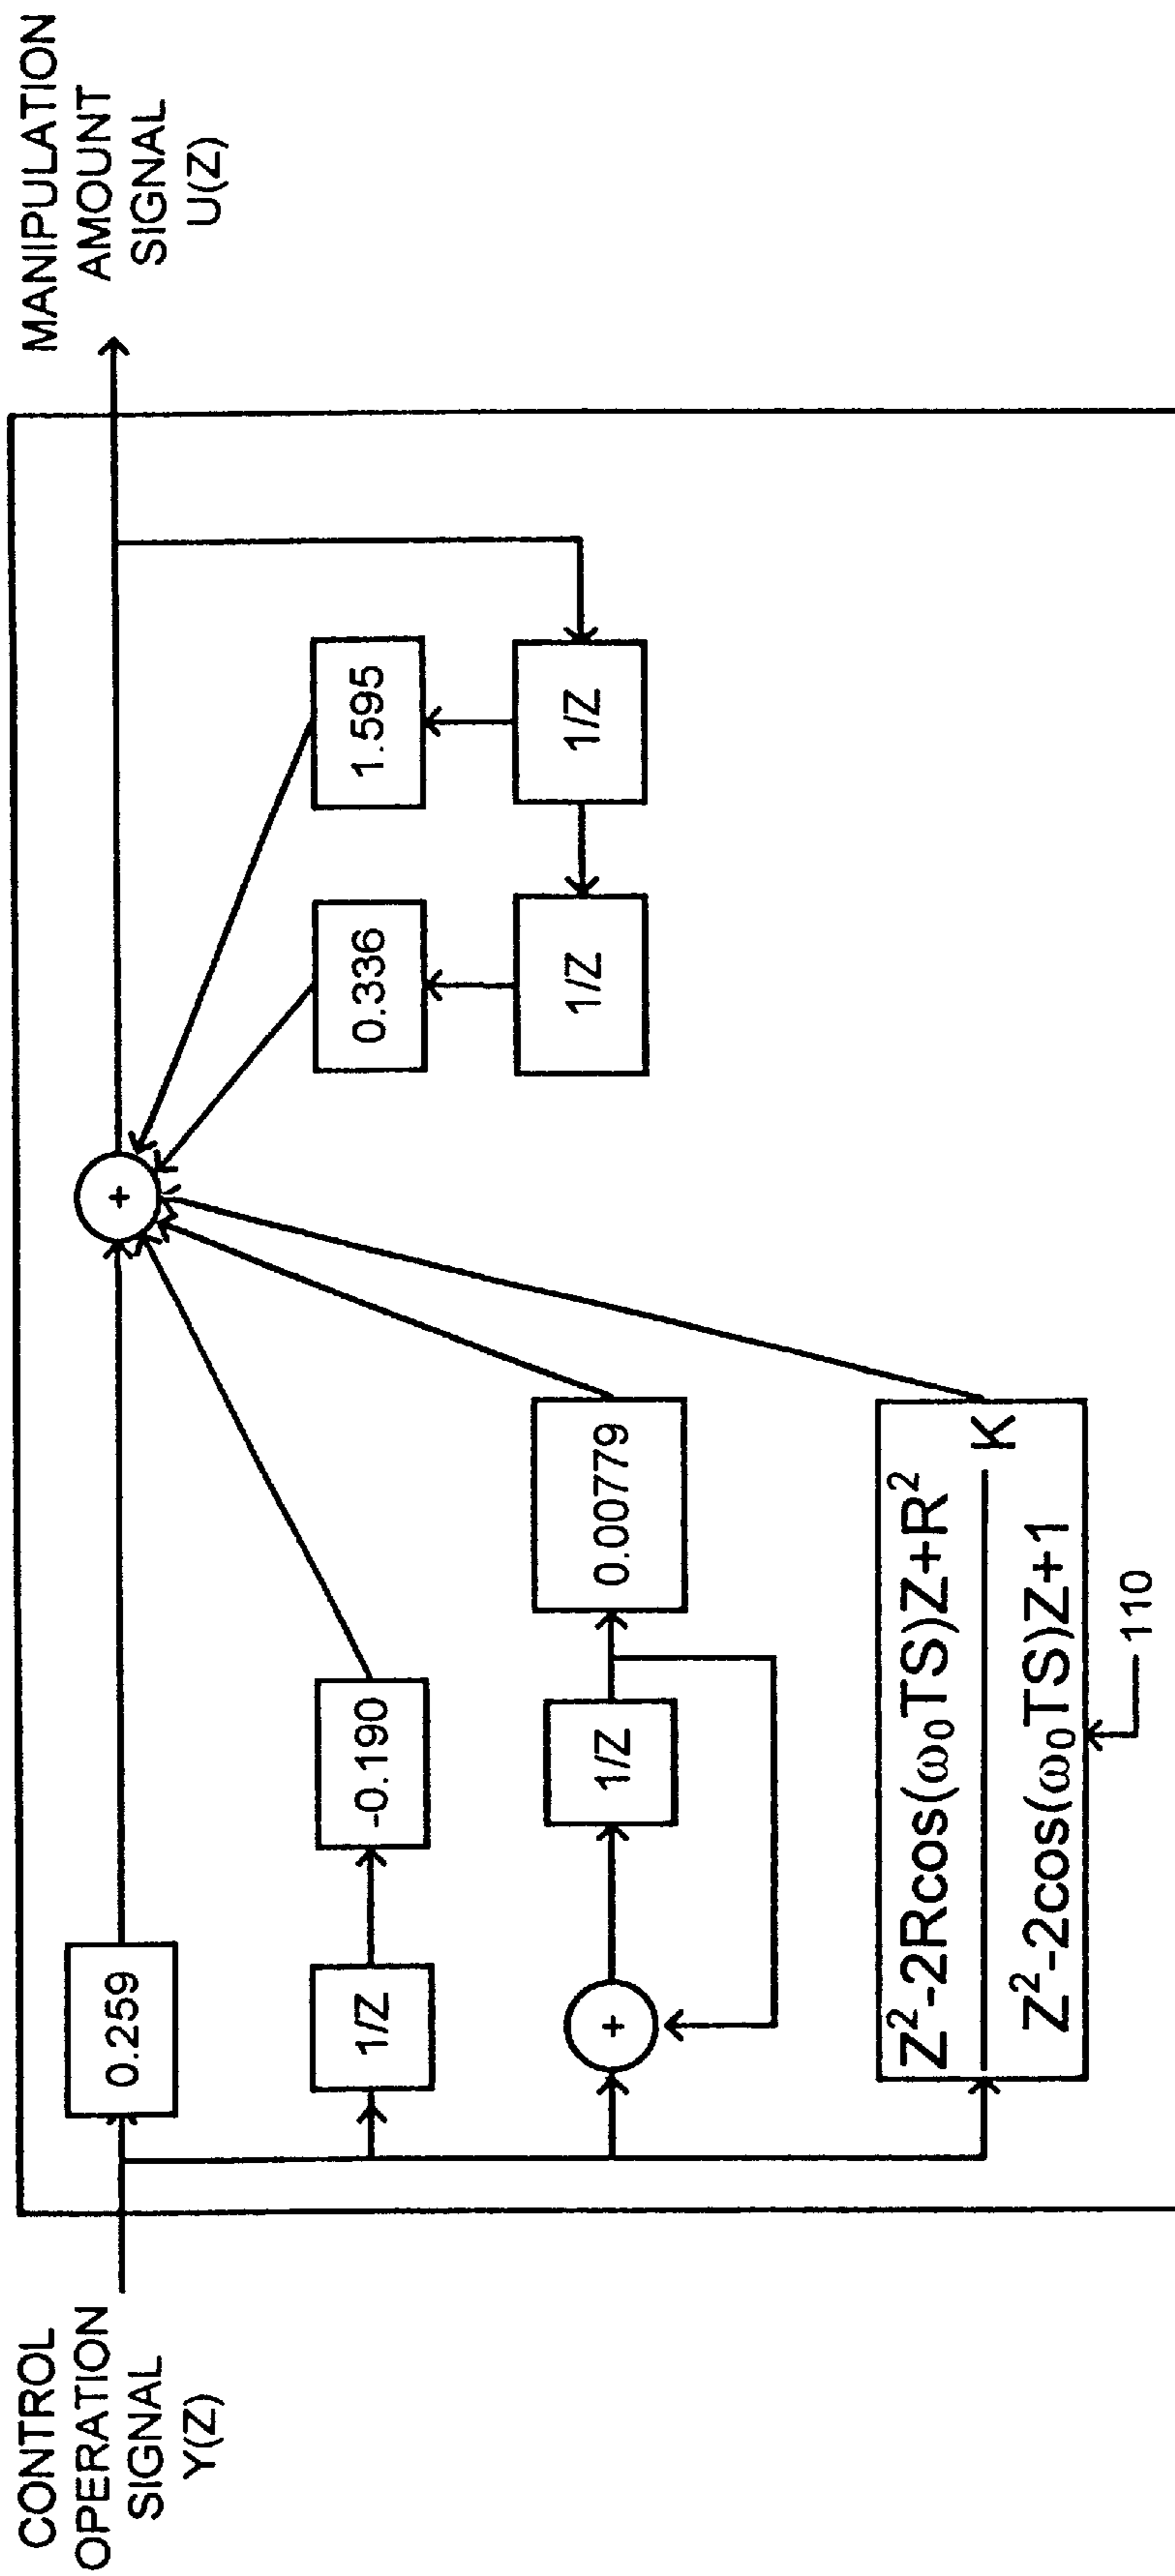 CONTROL
OPERATION
SIGNAL
Y(Z)
0.259
1/Z
-0.190
+
1/Z
0.00779
Z²-2Rcos(ω₀TS)Z+R²
K
Z²-2cos(ω₀TS)Z+1
110
+
0.336
1.595
1/Z
1/Z
MANIPULATION
AMOUNT
SIGNAL
U(Z)